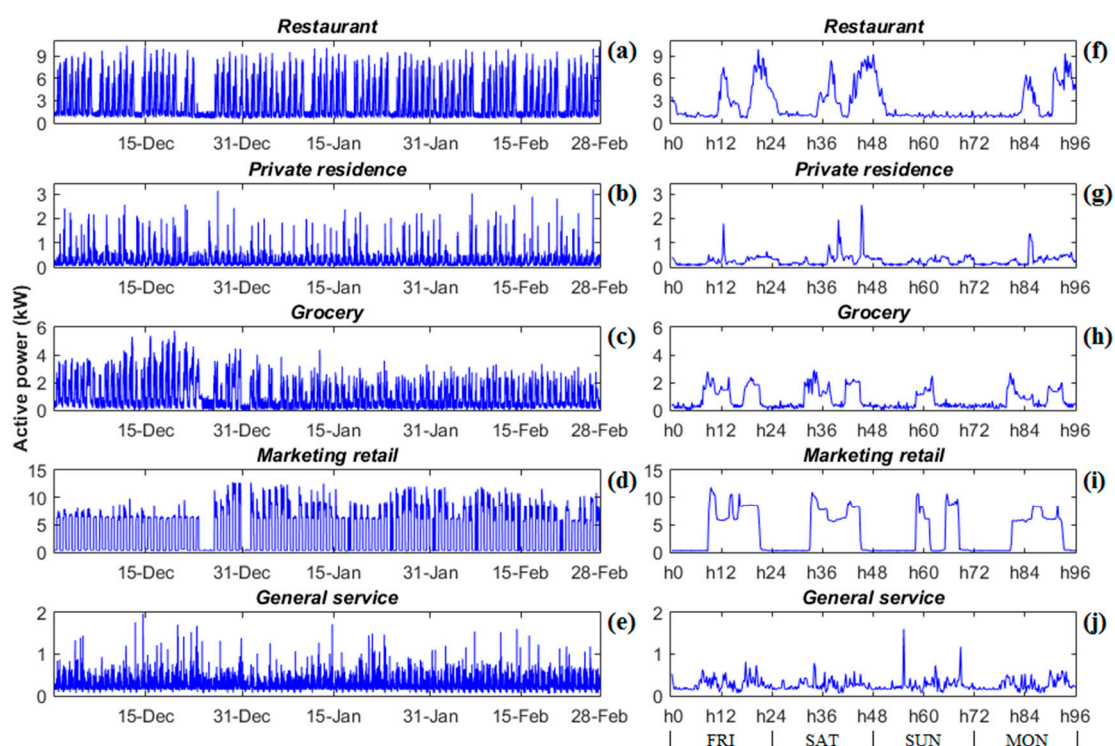 Restaurant
(a)
9
6
3
0
15-Dec 31-Dec 15-Jan 31-Jan 15-Feb 28-Feb
Restaurant
(f)
9
6
3
0
h0 h12 h24 h36 h48 h60 h72 h84 h96
Private residence
(b)
3
2
1
0
15-Dec 31-Dec 15-Jan 31-Jan 15-Feb 28-Feb
Private residence
(g)
3
2
1
0
h0 h12 h24 h36 h48 h60 h72 h84 h96
Active power (kW)
Grocery
(c)
6
4
2
0
15-Dec 31-Dec 15-Jan 31-Jan 15-Feb 28-Feb
Grocery
(h)
6
4
2
0
h0 h12 h24 h36 h48 h60 h72 h84 h96
Marketing retail
(d)
15
10
5
0
15-Dec 31-Dec 15-Jan 31-Jan 15-Feb 28-Feb
Marketing retail
(i)
15
10
5
0
h0 h12 h24 h36 h48 h60 h72 h84 h96
General service
(e)
2
1
0
15-Dec 31-Dec 15-Jan 31-Jan 15-Feb 28-Feb
General service
(j)
2
1
0
h0 h12 h24 h36 h48 h60 h72 h84 h96
| FRI | SAT | SUN | MON |